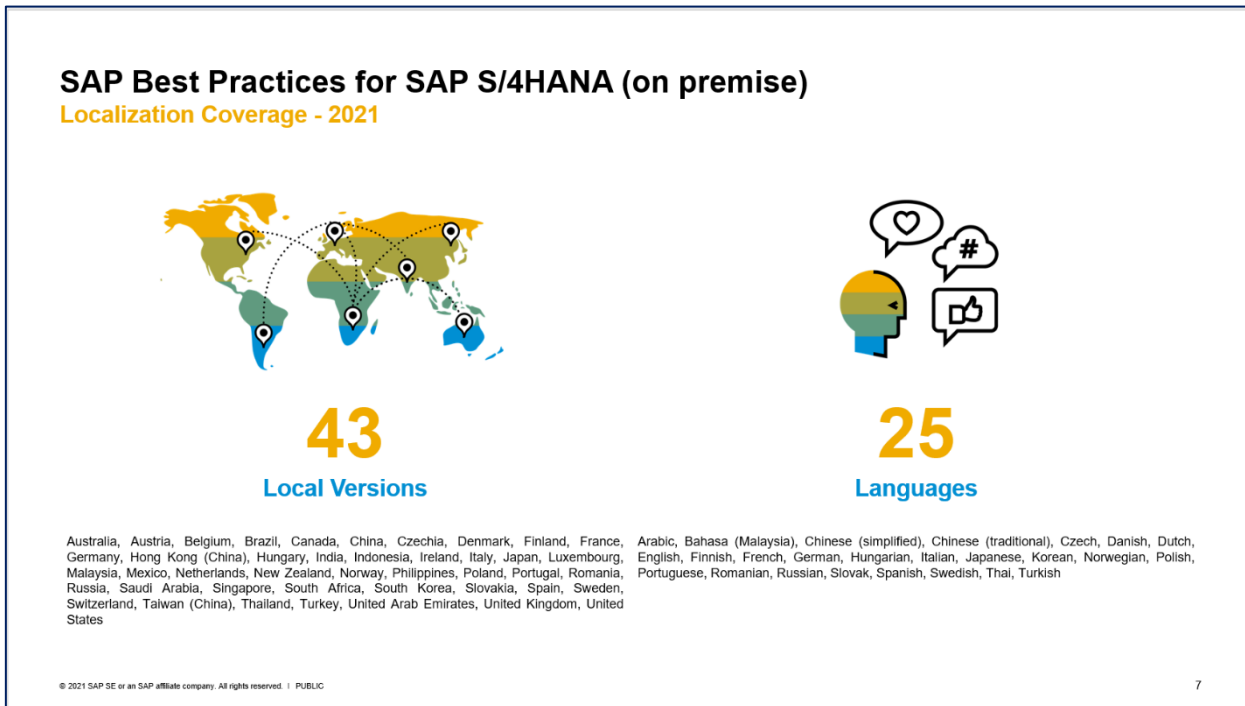 SAP Best Practices for SAP S/4HANA (on premise)
Localization Coverage - 2021
#
43
Local Versions
Australia, Austria, Belgium, Brazil, Canada, China, Czechia, Denmark, Finland, France,
Germany, Hong Kong (China), Hungary, India, Indonesia, Ireland, Italy, Japan, Luxembourg,
Malaysia, Mexico, Netherlands, New Zealand, Norway, Philippines, Poland, Portugal, Romania,
Russia, Saudi Arabia, Singapore, South Africa, South Korea, Slovakia, Spain, Sweden,
Switzerland, Taiwan (China), Thailand, Turkey, United Arab Emirates, United Kingdom, United
States
25
Languages
Arabic, Bahasa (Malaysia), Chinese (simplified), Chinese (traditional), Czech, Danish, Dutch,
English, Finnish, French, German, Hungarian, Italian, Japanese, Korean, Norwegian, Polish,
Portuguese, Romanian, Russian, Slovak, Spanish, Swedish, Thai, Turkish
© 2021 SAP SE or an SAP affiliate company. All rights reserved. I PUBLIC
7